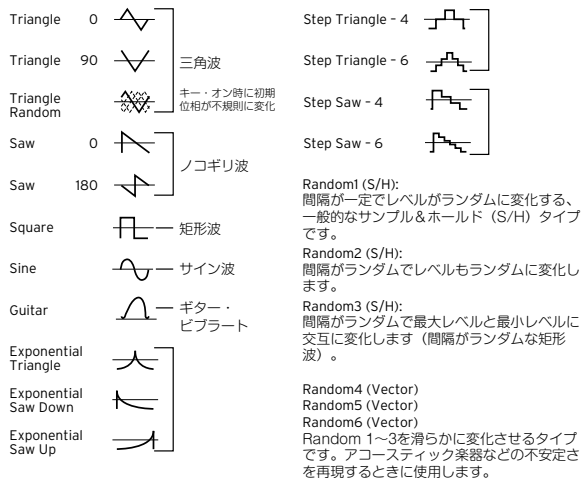 Triangle 0
Triangle 90
三角波
Triangle
Random
キー・オン時に初期
位相が不規則に変化
Saw 0
Saw 180
ノコギリ波
Square
矩形波
Sine
サイン波
Guitar
ギター・
ビブラート
Exponential
Triangle
Exponential
Saw Down
Exponential
Saw Up
Step Triangle – 4
Step Triangle – 6
Step Saw – 4
Step Saw – 6
Random1 (S/H):
間隔が一定でレベルがランダムに変化する、
一般的なサンプル＆ホールド（S/H）タイプ
です。
Random2 (S/H):
間隔がランダムでレベルもランダムに変化し
ます。
Random3 (S/H):
間隔がランダムで最大レベルと最小レベルに
交互に変化します（間隔がランダムな矩形
波）。
Random4 (Vector)
Random5 (Vector)
Random6 (Vector)
Random 1〜3を滑らかに変化させるタイプ
です。アコースティック楽器などの不安定さ
を再現するときに使用します。